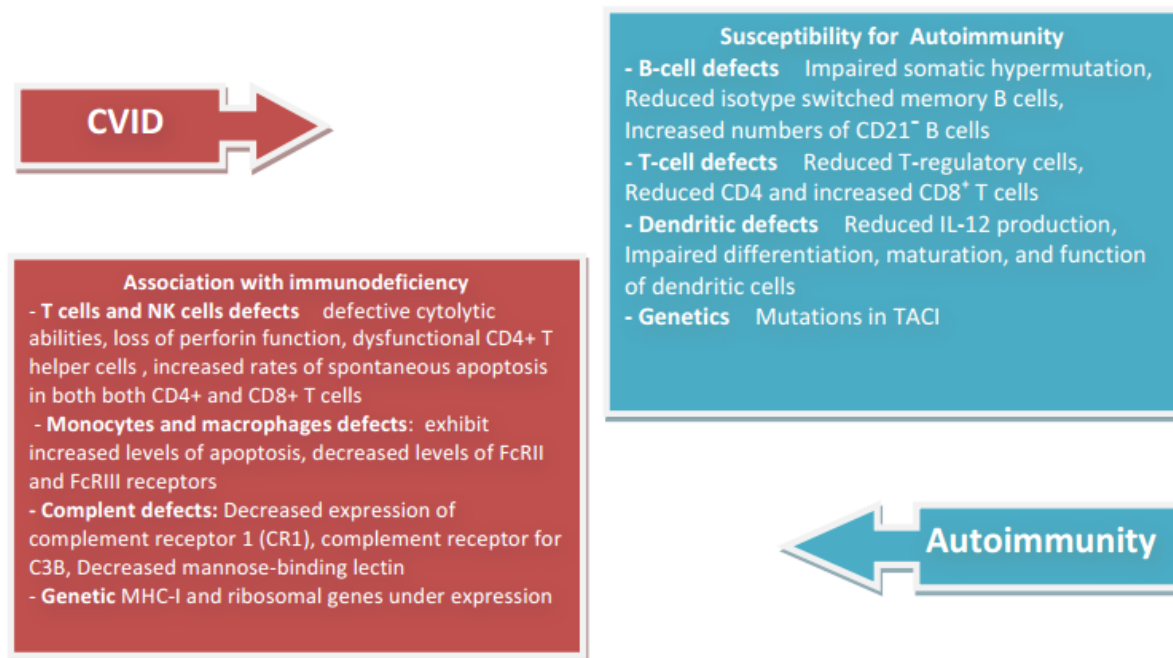 CVID
Susceptibility for Autoimmunity
- B-cell defects Impaired somatic hypermutation,
Reduced isotype switched memory B cells,
Increased numbers of CD21⁻ B cells
- T-cell defects Reduced T-regulatory cells,
Reduced CD4 and increased CD8⁺ T cells
- Dendritic defects Reduced IL-12 production,
Impaired differentiation, maturation, and function
of dendritic cells
- Genetics Mutations in TACI
Association with immunodeficiency
- T cells and NK cells defects defective cytolytic
abilities, loss of perforin function, dysfunctional CD4+ T
helper cells , increased rates of spontaneous apoptosis
in both both CD4+ and CD8+ T cells
- Monocytes and macrophages defects: exhibit
increased levels of apoptosis, decreased levels of FcRII
and FcRIII receptors
- Complent defects: Decreased expression of
complement receptor 1 (CR1), complement receptor for
C3B, Decreased mannose-binding lectin
- Genetic MHC-I and ribosomal genes under expression
Autoimmunity